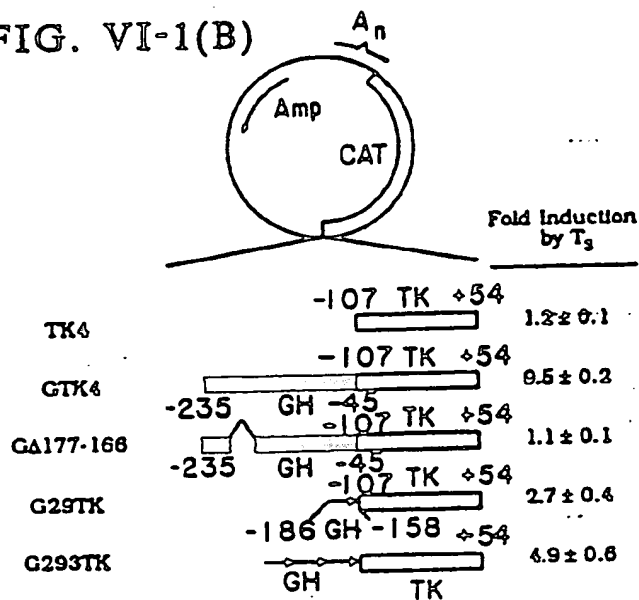 FIG. VI-1(B)
An
Amp
CAT
Fold Induction
by T3
-107 TK +54
TK4 1.2 ± 0.1
-107 TK +54
GTK4 9.5 ± 0.2
-235 GH -45
-107 TK +54
GΔ177-166 1.1 ± 0.1
-235 GH -45
-107 TK +54
G29TK 2.7 ± 0.4
-186 GH -158 +54
G293TK 4.9 ± 0.6
GH TK